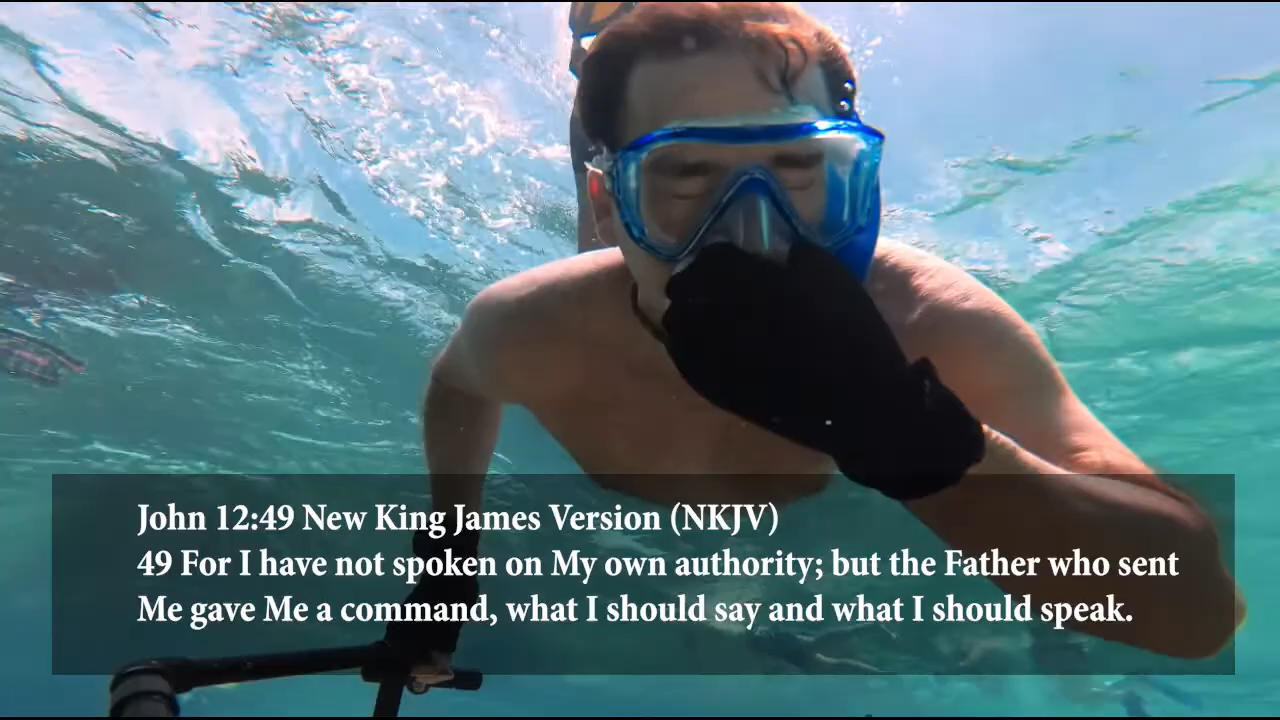 John 12:49 New King James Version (NKJV)
49 For I have not spoken on My own authority; but the Father who sent
Me gave Me a command, what I should say and what I should speak.